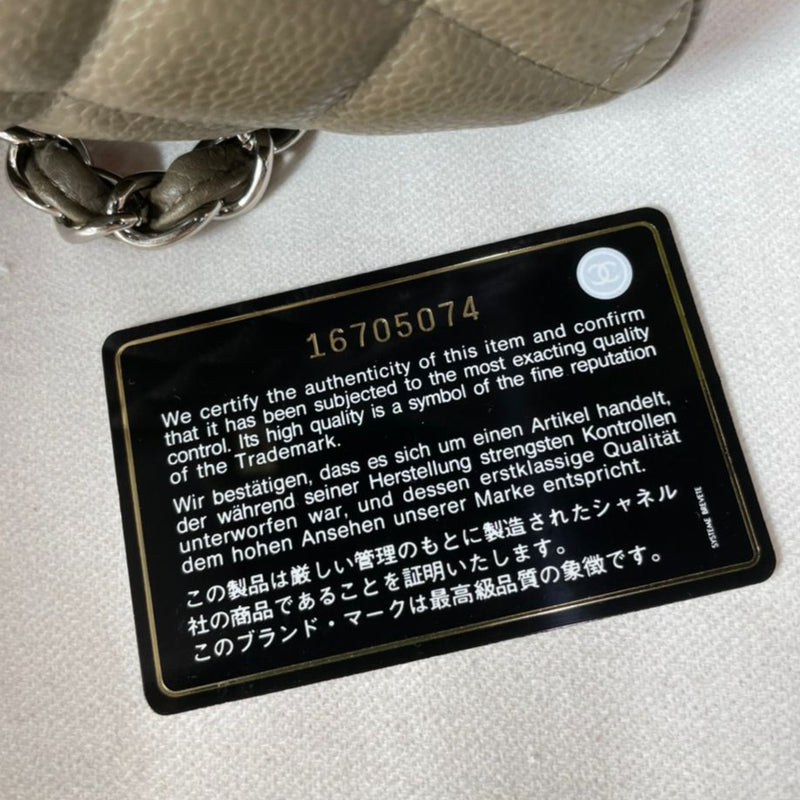 16705074
We certify the authenticity of this item and confirm
that it has been subjected to the most exacting quality
control. Its high quality is a symbol of the fine reputation
of the Trademark.
Wir bestätigen, dass es sich um einen Artikel handelt,
der während seiner Herstellung strengsten Kontrollen
unterworfen war, und dessen erstklassige Qualität
dem hohen Ansehen unserer Marke entspricht.
この製品は厳しい管理のもとに製造されたシャネル
社の商品であることを証明いたします。
このブランド・マークは最高級品質の象徴です。
SYSTEME BREVETE